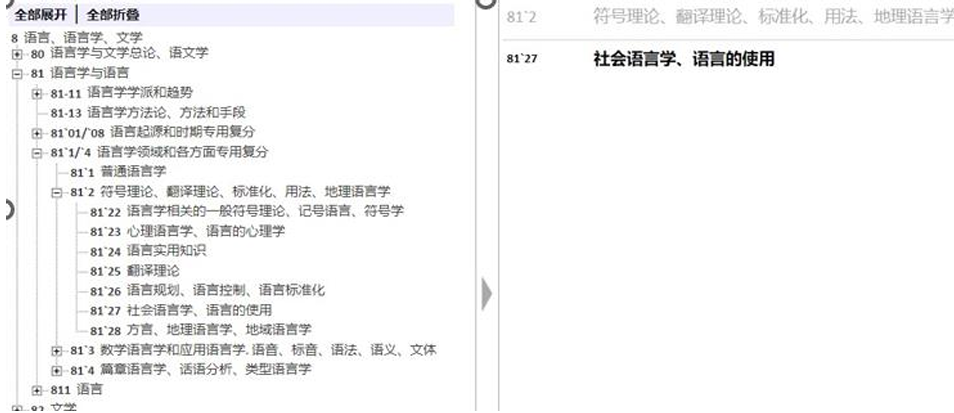 全部展开 | 全部折叠
8 语言、语言学、文学
80 语言学与文学总论、语文学
81 语言学与语言
81-11 语言学学派和趋势
81-13 语言学方法论、方法和手段
81`01/`08 语言起源和时期专用复分
81`1/`4 语言学领域和各方面专用复分
81`1 普通语言学
81`2 符号理论、翻译理论、标准化、用法、地理语言学
81`22 语言学相关的一般符号理论、记号语言、符号学
81`23 心理语言学、语言的心理学
81`24 语言实用知识
81`25 翻译理论
81`26 语言规划、语言控制、语言标准化
81`27 社会语言学、语言的使用
81`28 方言、地理语言学、地域语言学
81`3 数学语言学和应用语言学. 语音、标音、语法、语义、文体
81`4 篇章语言学、话语分析、类型语言学
811 语言
82 文学
81`2 符号理论、翻译理论、标准化、用法、地理语言学
81`27 社会语言学、语言的使用